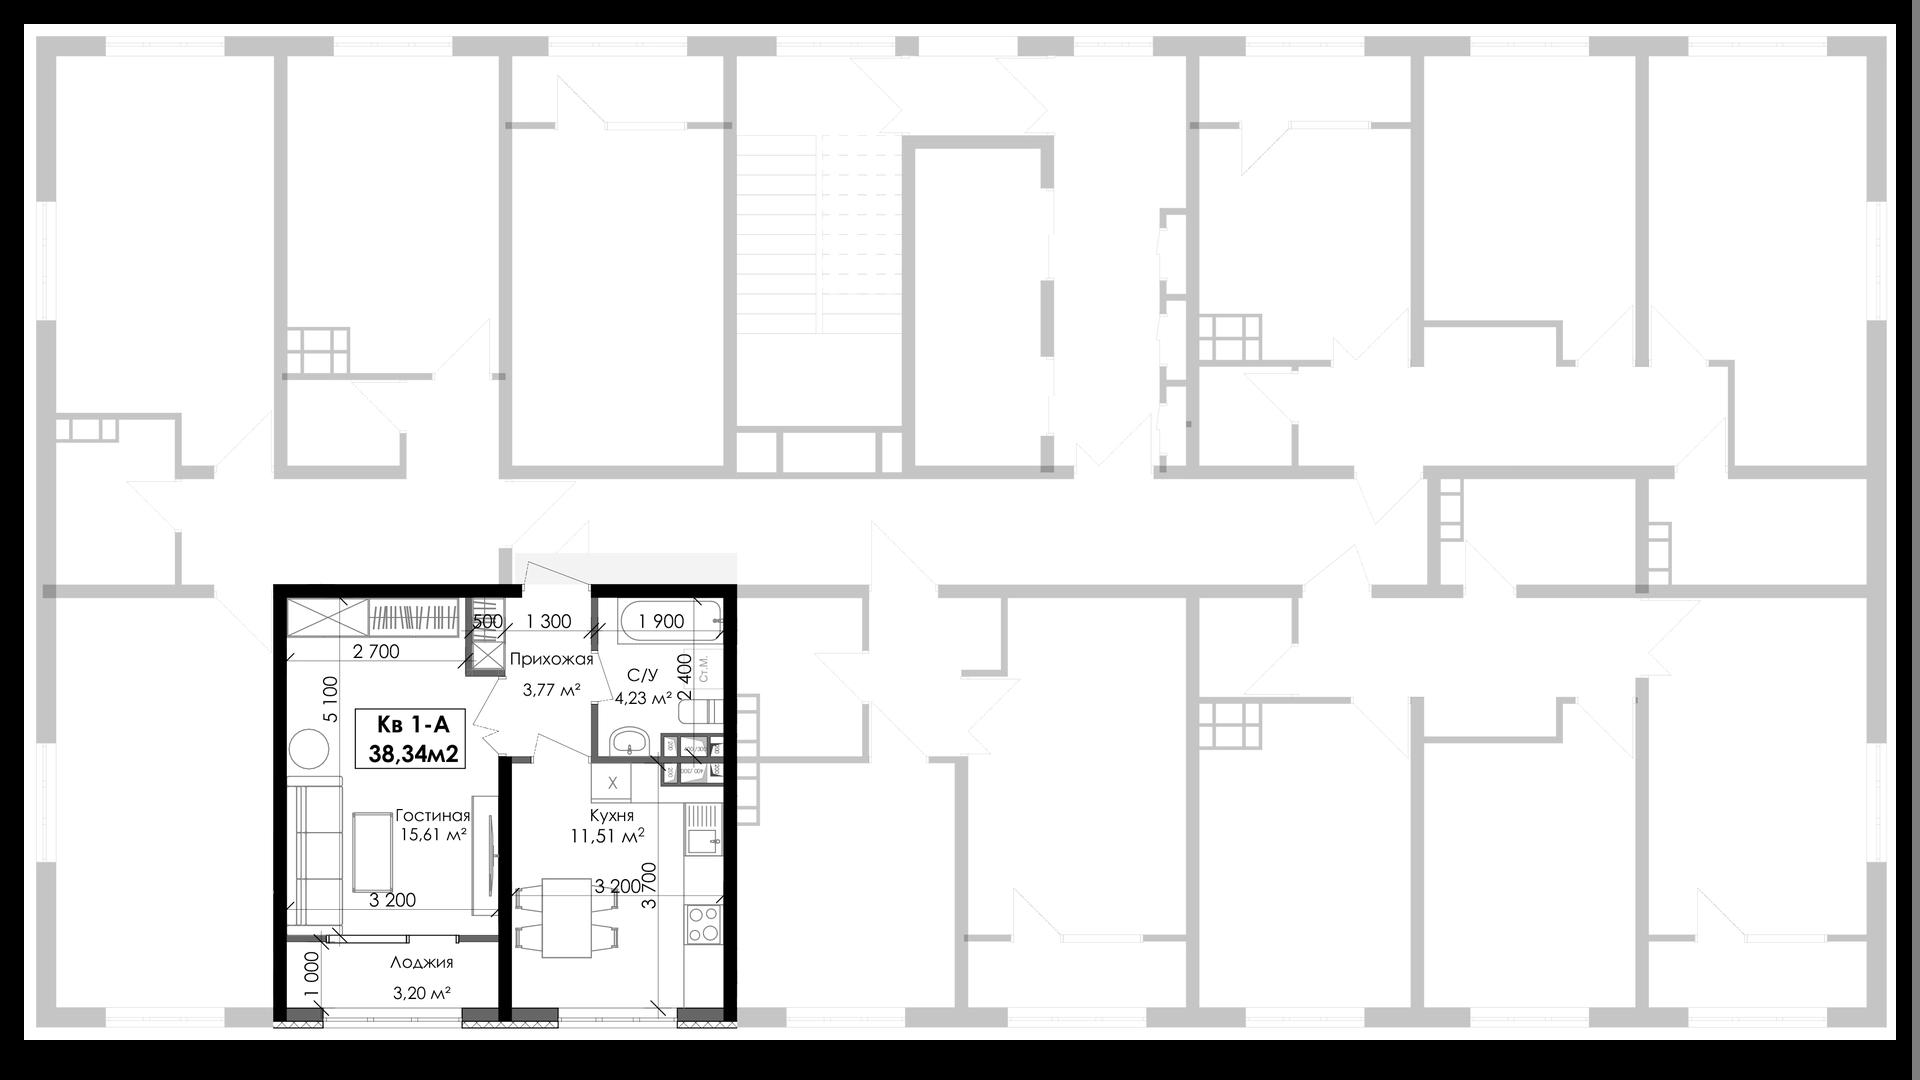 500
1 300
1 900
2 700
Прихожая
3,77 м²
С/У
4,23 м²
2 400
Ст.М.
5 100
Кв 1-А
38,34м2
X
Гостиная
15,61 м²
Кухня
11,51 м²
3 200
3 700
3 200
Лоджия
3,20 м²
1 000